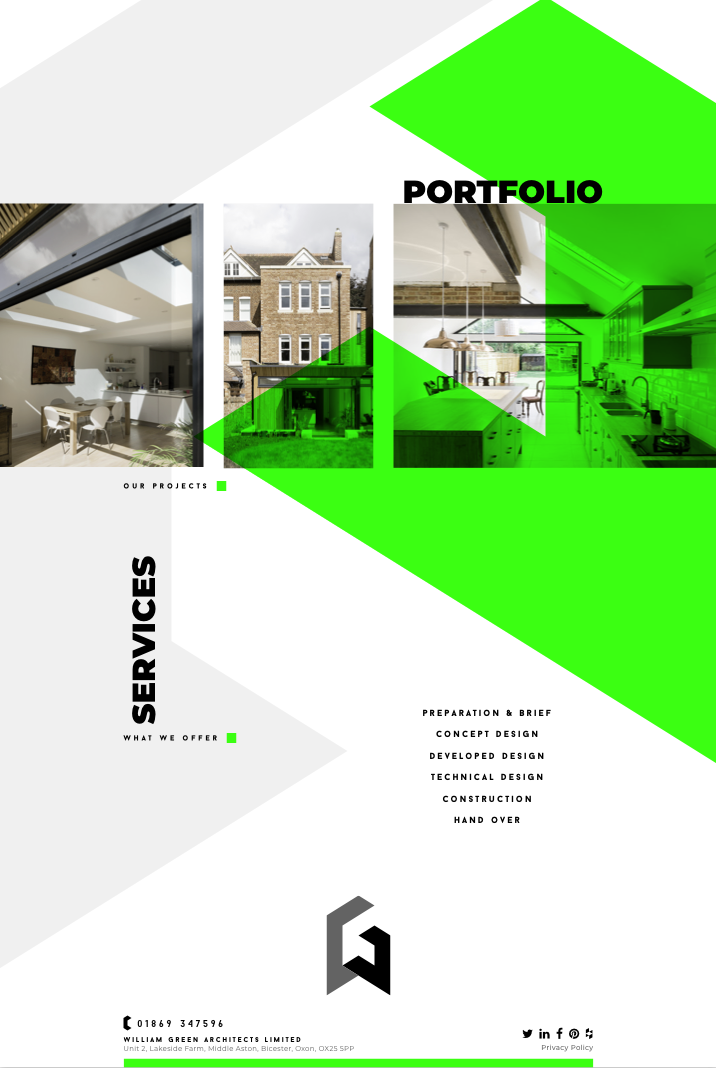 PORTFOLIO
OUR PROJECTS
SERVICES
WHAT WE OFFER
PREPARATION & BRIEF
CONCEPT DESIGN
DEVELOPED DESIGN
TECHNICAL DESIGN
CONSTRUCTION
HAND OVER
01869 347596
WILLIAM GREEN ARCHITECTS LIMITED
Unit 2, Lakeside Farm, Middle Aston, Bicester, Oxon, OX25 5PP
Privacy Policy